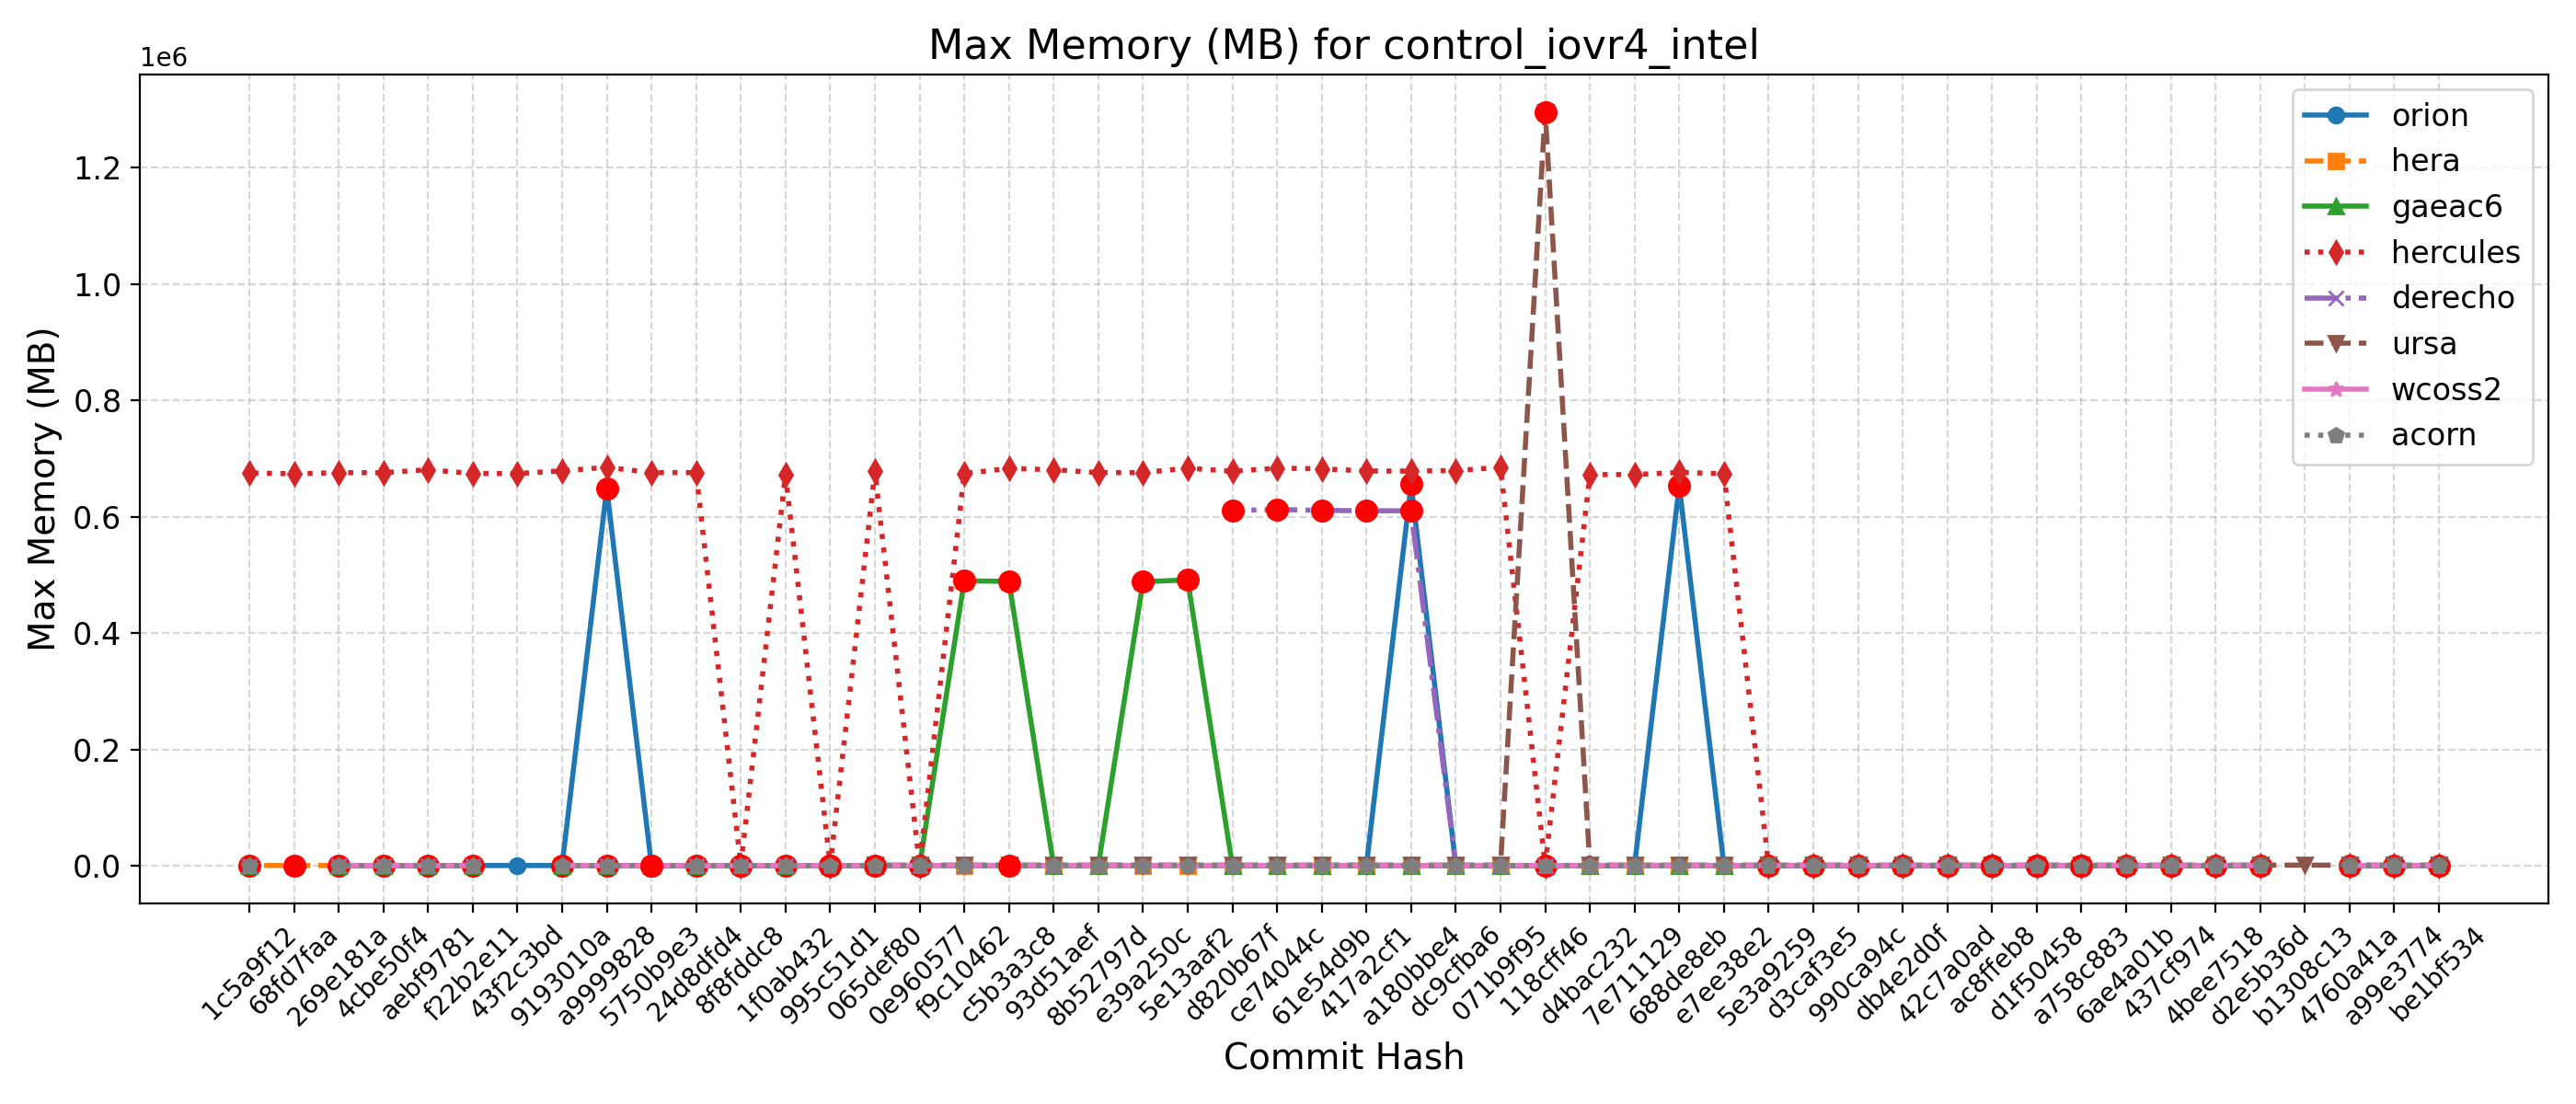 Max Memory (MB) for control_iovr4_intel
1e6
1.2
1.0
0.8
0.6
0.4
0.2
0.0
Max Memory (MB)
orion
hera
gaeac6
hercules
derecho
ursa
wcoss2
acorn
1c5a9f12
68fd7faa
269e181a
4cbe50f4
aebf9781
f22b2e11
43f2c3bd
9193010a
a9999828
5750b9e3
24d8dfd4
8f8fddc8
1f0ab432
995c51d1
065def80
0e960577
f9c10462
c5b3a3c8
93d51aef
8b52797d
e39a250c
5e13aaf2
d820b67f
ce74044c
61e54d9b
417a2cf1
a180bbe4
dc9cfba6
071b9f95
118cff46
d4bac232
7e711129
688de8eb
e7ee38e2
5e3a9259
d3caf3e5
990ca94c
db4e2d0f
42c7a0ad
ac8ffeb8
d1f50458
a758c883
6ae4a01b
437cf974
4bee7518
d2e5b36d
b1308c13
4760a41a
a99e3774
be1bf534
Commit Hash